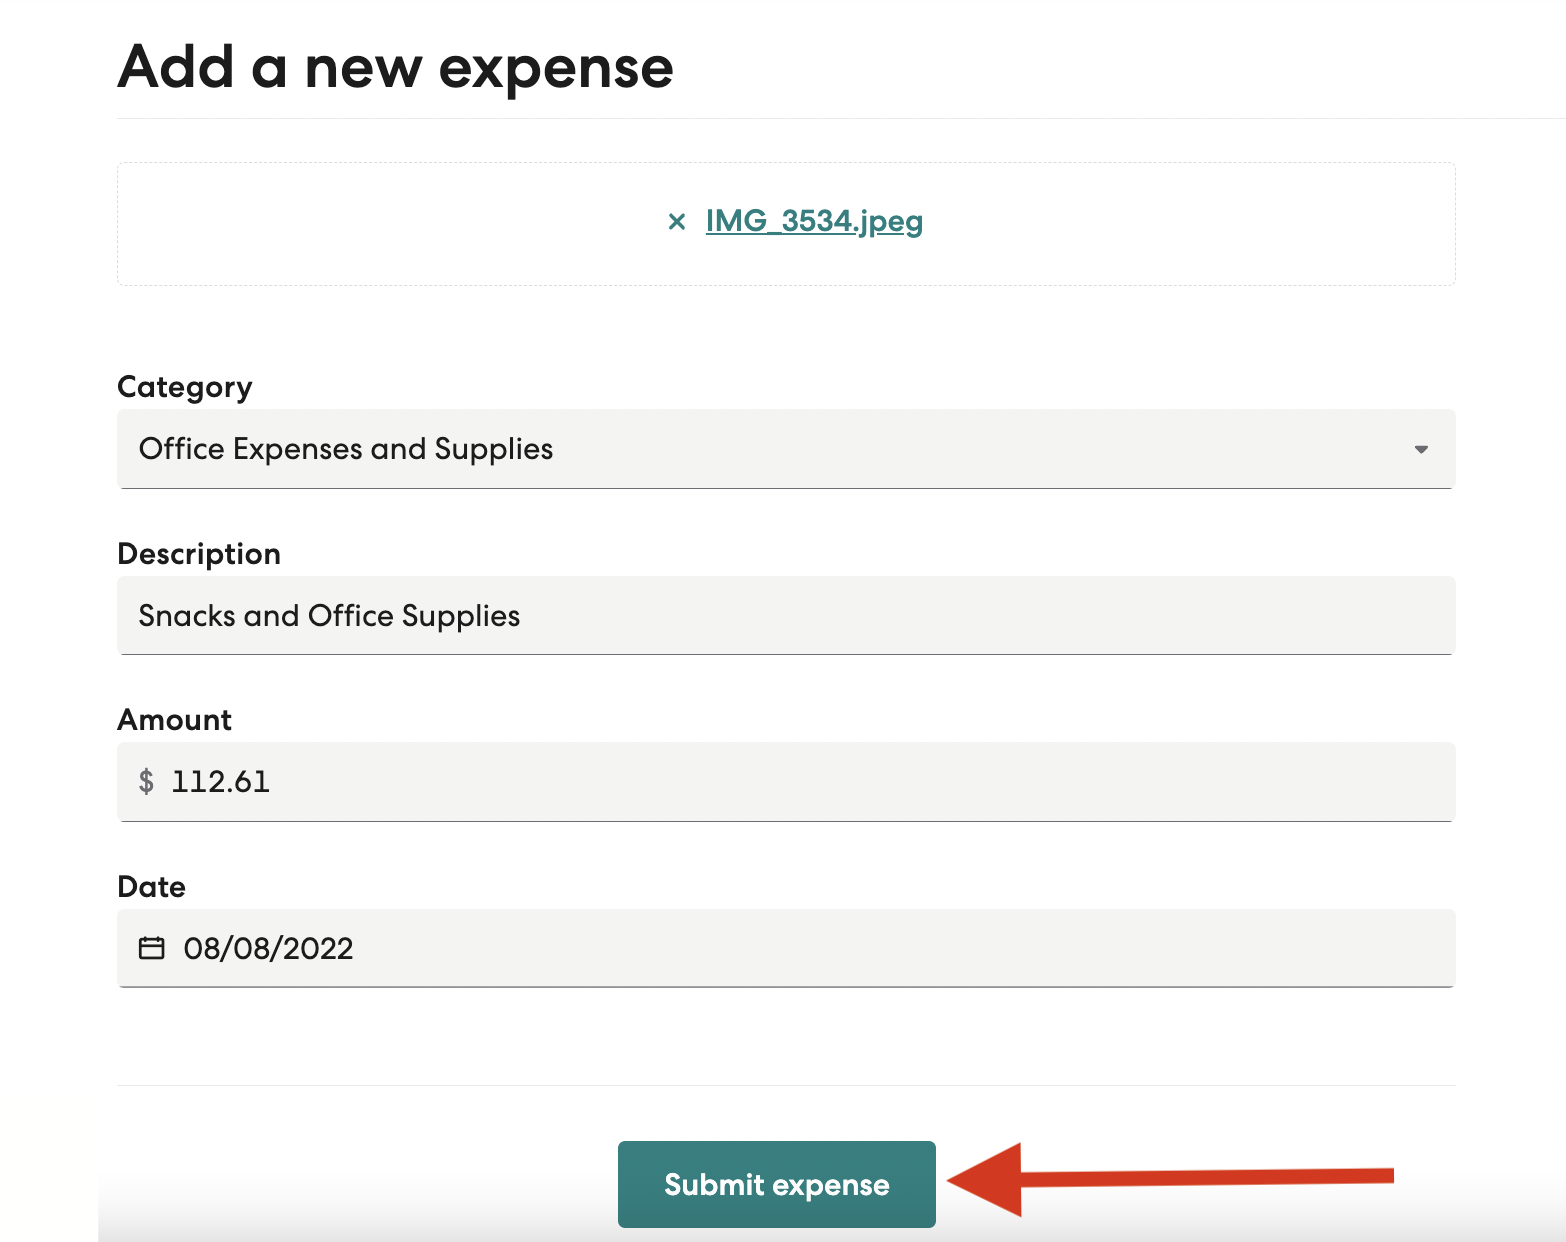 Add a new expense
× IMG_3534.jpeg
Category
Office Expenses and Supplies
Description
Snacks and Office Supplies
Amount
$ 112.61
Date
08/08/2022
Submit expense